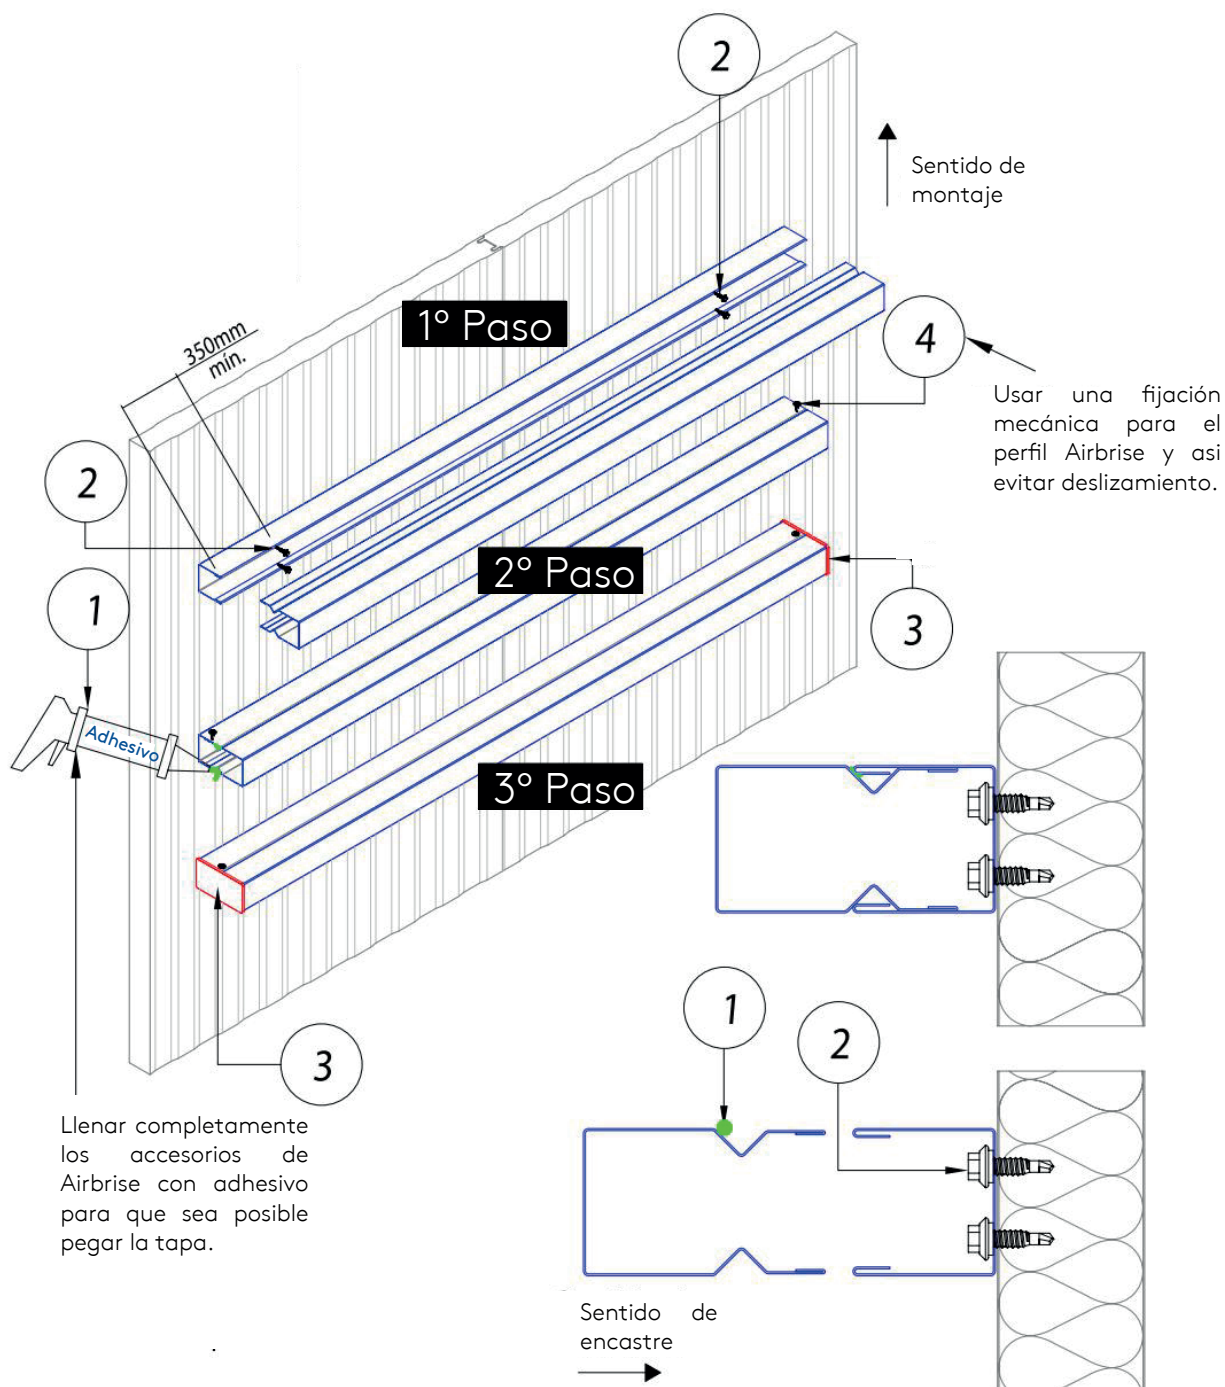 2
Sentido de
montaje
1º Paso
350mm
mín.
4
Usar una fijación
mecánica para el
perfil Airbrise y asi
evitar deslizamiento.
2
2º Paso
1
3
Adhesivo
3º Paso
1
2
3
Llenar completamente
los accesorios de
Airbrise con adhesivo
para que sea posible
pegar la tapa.
Sentido de
encastre
.